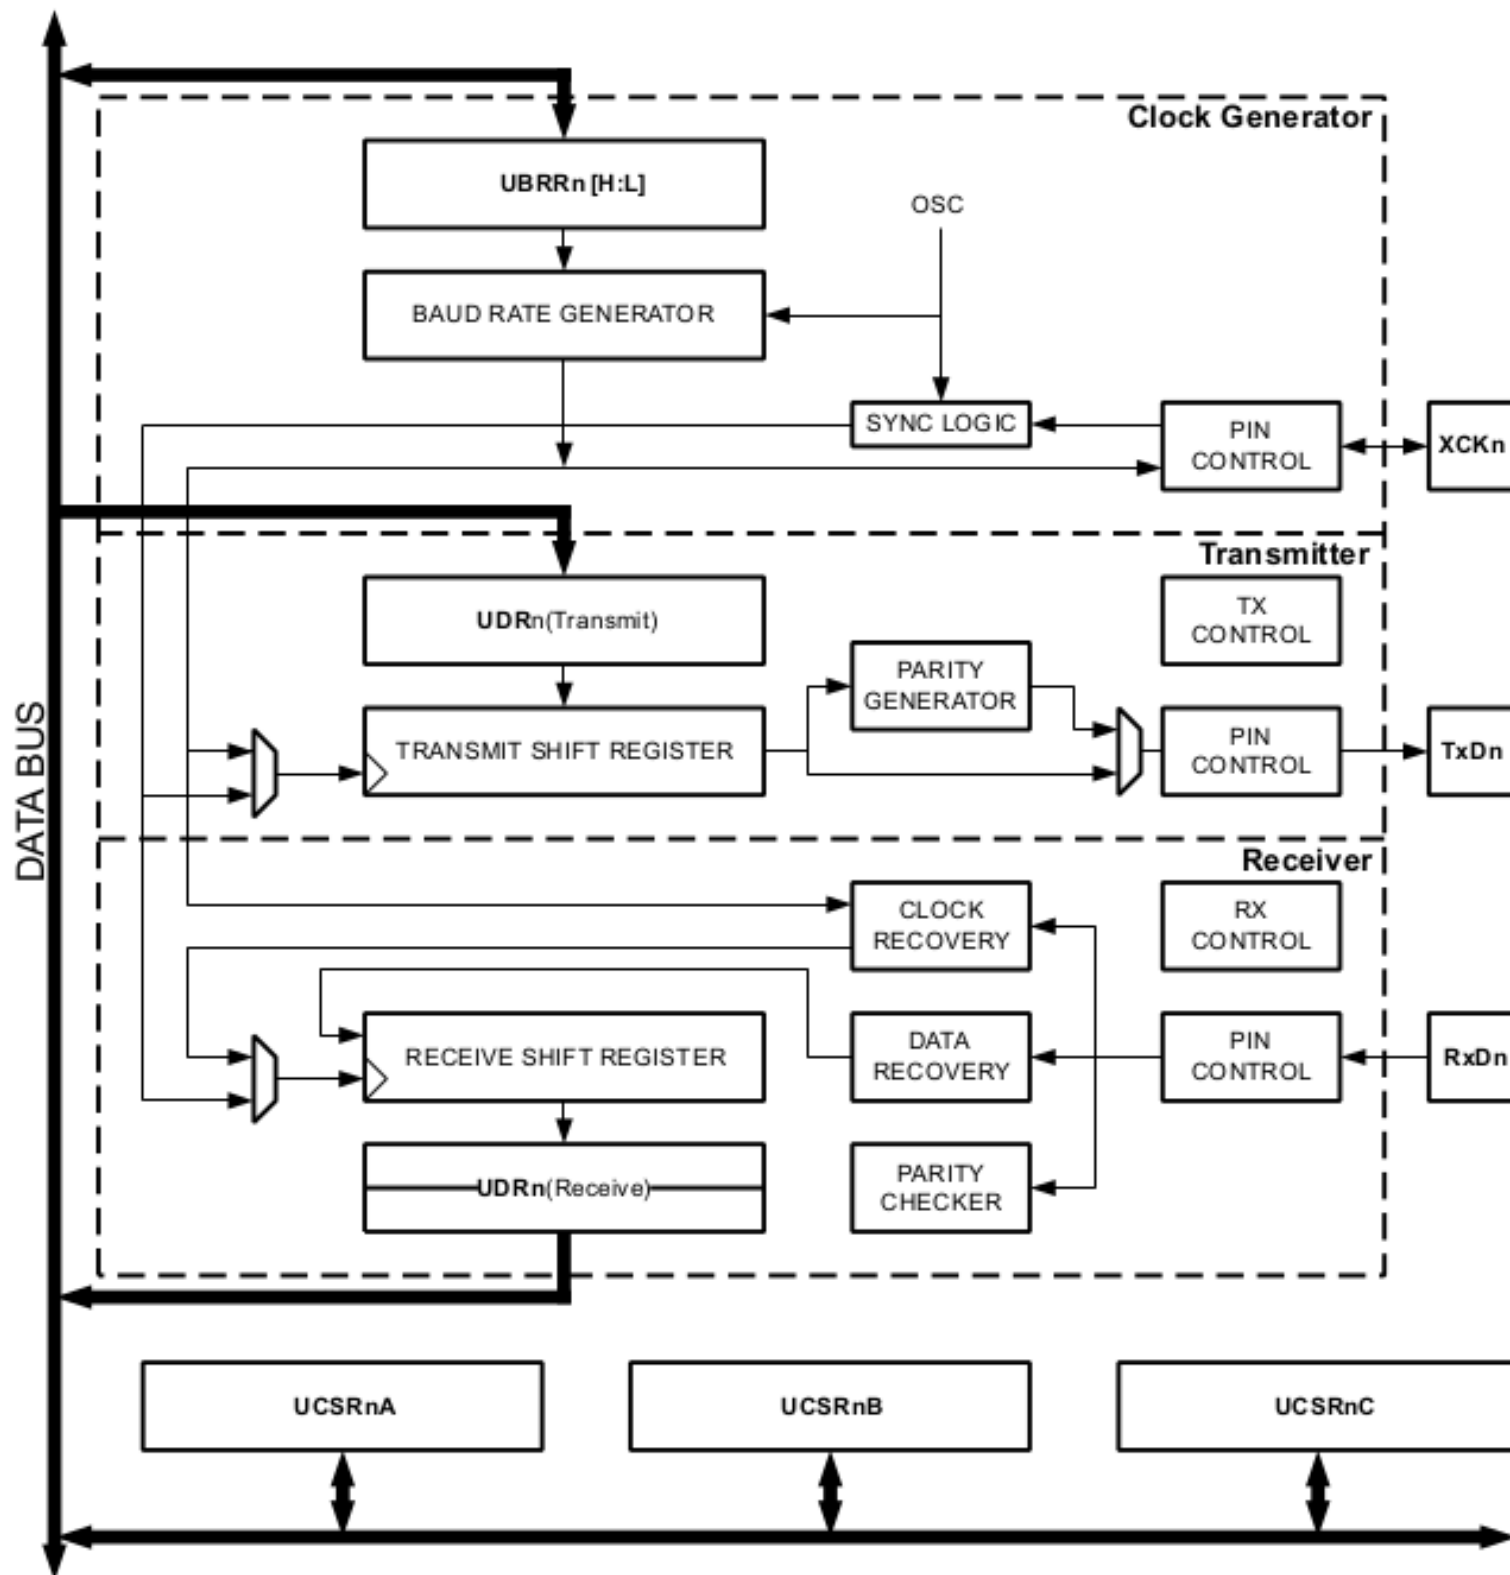 Clock Generator
UBRRn [H:L]
OSC
BAUD RATE GENERATOR
SYNC LOGIC
PIN
CONTROL
XCKn
Transmitter
UDRn(Transmit)
TX
CONTROL
PARITY
GENERATOR
TRANSMIT SHIFT REGISTER
PIN
CONTROL
TxDn
DATA BUS
Receiver
CLOCK
RECOVERY
RX
CONTROL
RECEIVE SHIFT REGISTER
DATA
RECOVERY
PIN
CONTROL
RxDn
UDRn(Receive)
PARITY
CHECKER
UCSRnA
UCSRnB
UCSRnC